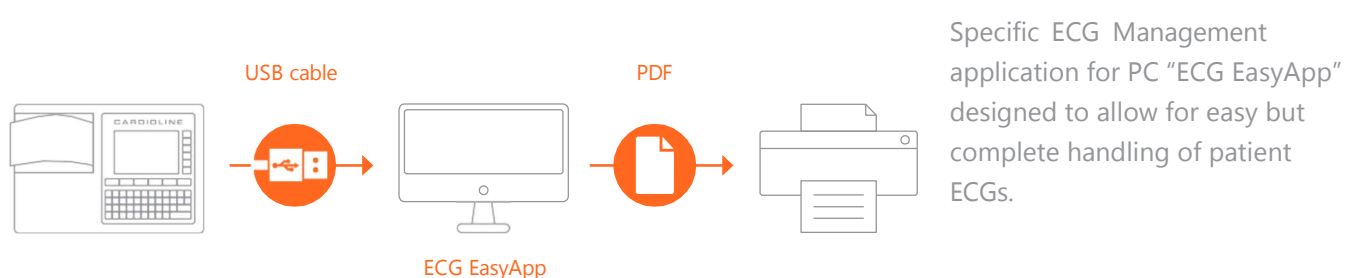 USB cable
PDF
CARDIOLINE
ECG EasyApp
Specific ECG Management
application for PC “ECG EasyApp”
designed to allow for easy but
complete handling of patient
ECGs.